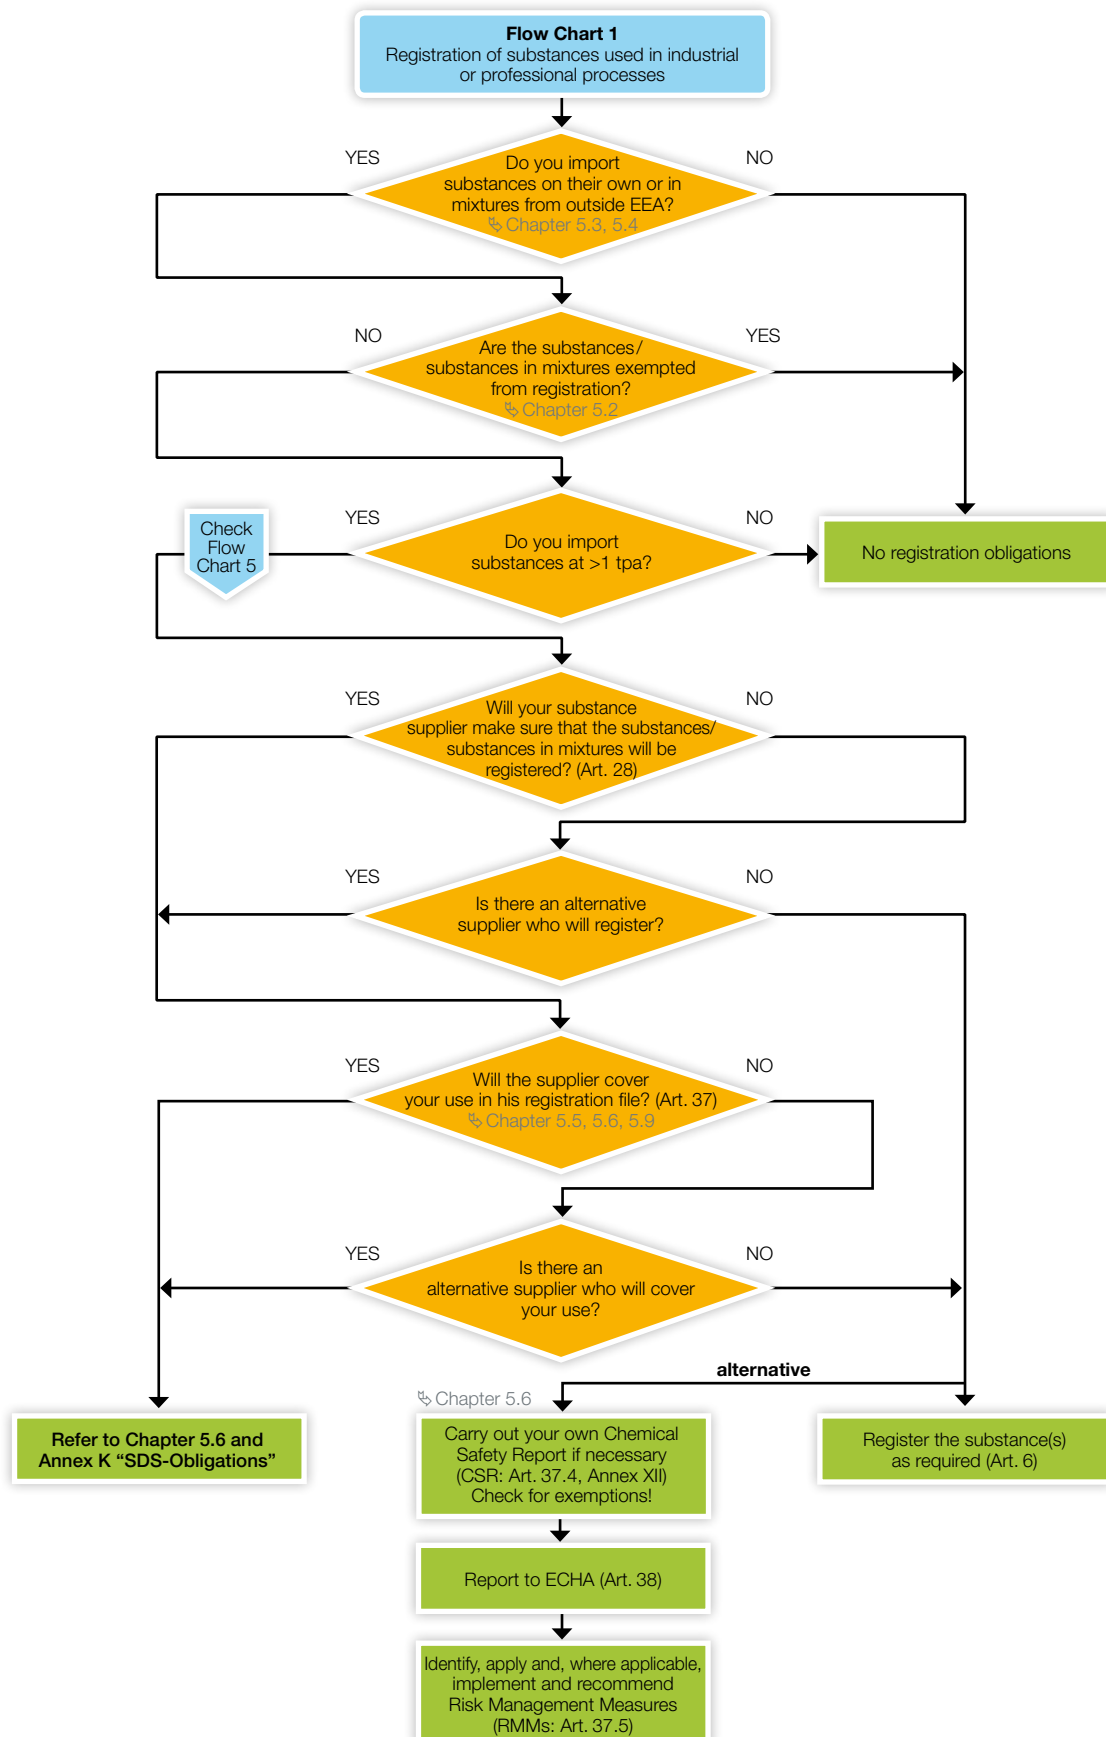 Flow Chart 1
Registration of substances used in industrial
or professional processes
YES
NO
Do you import
substances on their own or in
mixtures from outside EEA?
Chapter 5.3, 5.4
NO
YES
Are the substances/
substances in mixtures exempted
from registration?
Chapter 5.2
Check
Flow
Chart 5
YES
NO
Do you import
substances at >1 tpa?
No registration obligations
YES
NO
Will your substance
supplier make sure that the substances/
substances in mixtures will be
registered? (Art. 28)
YES
NO
Is there an alternative
supplier who will register?
YES
NO
Will the supplier cover
your use in his registration file? (Art. 37)
Chapter 5.5, 5.6, 5.9
YES
NO
Is there an
alternative supplier who will cover
your use?
alternative
Chapter 5.6
Refer to Chapter 5.6 and
Annex K “SDS-Obligations”
Carry out your own Chemical
Safety Report if necessary
(CSR: Art. 37.4, Annex XII)
Check for exemptions!
Register the substance(s)
as required (Art. 6)
Report to ECHA (Art. 38)
Identify, apply and, where applicable,
implement and recommend
Risk Management Measures
(RMMs: Art. 37.5)